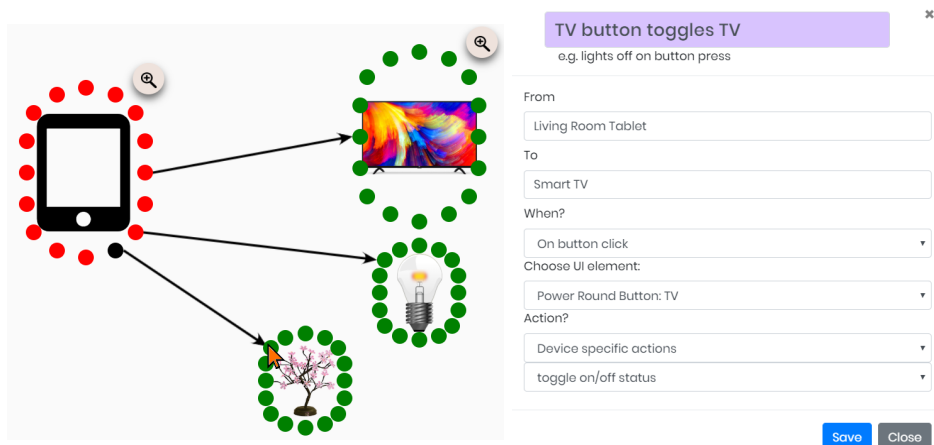 TV button toggles TV
e.g. lights off on button press
From
Living Room Tablet
To
Smart TV
When?
On button click
Choose UI element:
Power Round Button: TV
Action?
Device specific actions
toggle on/off status
Save Close